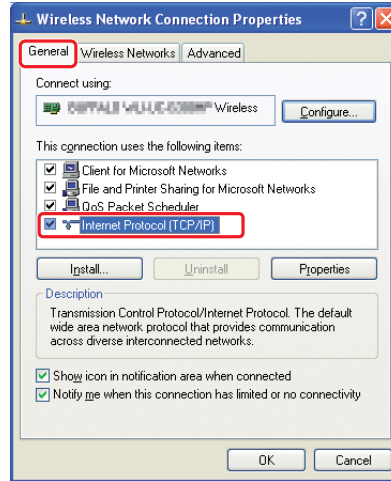 Wireless Network Connection Properties
General Wireless Networks Advanced
Connect using:
Wireless Configure...
This connection uses the following items:
Client for Microsoft Networks
File and Printer Sharing for Microsoft Networks
QoS Packet Scheduler
Internet Protocol (TCP/IP)
Install... Uninstall Properties
Description
Transmission Control Protocol/Internet Protocol. The default
wide area network protocol that provides communication
across diverse interconnected networks.
Show icon in notification area when connected
Notify me when this connection has limited or no connectivity
OK Cancel